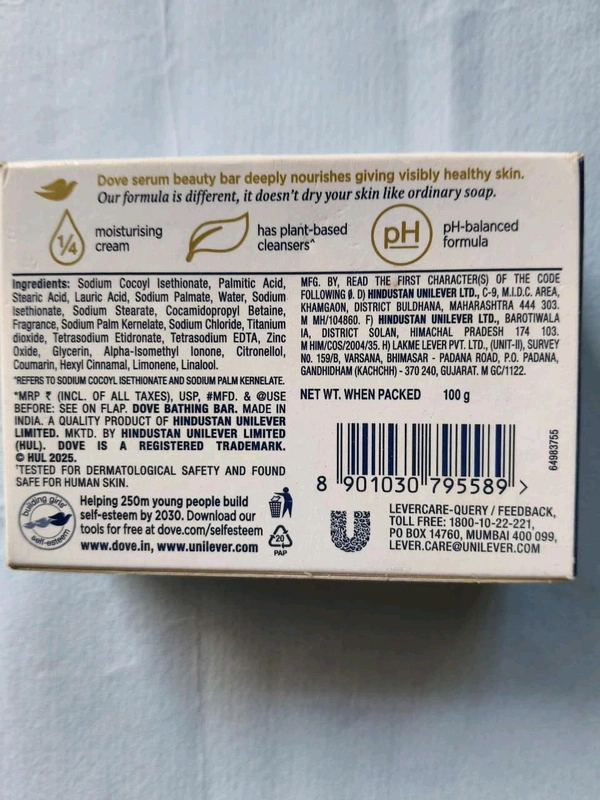 Dove serum beauty bar deeply nourishes giving visibly healthy skin.
Our formula is different, it doesn't dry your skin like ordinary soap.
1/4
moisturising
cream
has plant-based
cleansers^
pH
pH-balanced
formula
Ingredients: Sodium Cocoyl Isethionate, Palmitic Acid,
Stearic Acid, Lauric Acid, Sodium Palmate, Water, Sodium
Isethionate, Sodium Stearate, Cocamidopropyl Betaine,
Fragrance, Sodium Palm Kernelate, Sodium Chloride, Titanium
dioxide, Tetrasodium Etidronate, Tetrasodium EDTA, Zinc
Oxide, Glycerin, Alpha-Isomethyl Ionone, Citronellol,
Coumarin, Hexyl Cinnamal, Limonene, Linalool.
^REFERS TO SODIUM COCOYL ISETHIONATE AND SODIUM PALM KERNELATE.
*MRP ₹ (INCL. OF ALL TAXES), USP, #MFD. & @USE
BEFORE: SEE ON FLAP. DOVE BATHING BAR. MADE IN
INDIA. A QUALITY PRODUCT OF HINDUSTAN UNILEVER
LIMITED. MKTD. BY HINDUSTAN UNILEVER LIMITED
(HUL). DOVE IS A REGISTERED TRADEMARK.
© HUL 2025.
†TESTED FOR DERMATOLOGICAL SAFETY AND FOUND
SAFE FOR HUMAN SKIN.
building girls'
self-esteem
Helping 250m young people build
self-esteem by 2030. Download our
tools for free at dove.com/selfesteem
www.dove.in, www.unilever.com
20
PAP
MFG. BY, READ THE FIRST CHARACTER(S) OF THE CODE
FOLLOWING Ø. D) HINDUSTAN UNILEVER LTD., C-9, M.I.D.C. AREA,
KHAMGAON, DISTRICT BULDHANA, MAHARASHTRA 444 303.
M MH/104860. F) HINDUSTAN UNILEVER LTD., BAROTIWALA
IA, DISTRICT SOLAN, HIMACHAL PRADESH 174 103.
M HIM/COS/2004/35. H) LAKME LEVER PVT. LTD., (UNIT-II), SURVEY
NO. 159/B, VARSANA, BHIMASAR - PADANA ROAD, P.O. PADANA,
GANDHIDHAM (KACHCHH) - 370 240, GUJARAT. M GC/1122.
NET WT. WHEN PACKED 100 g
8 901030 795589 >
64983755
LEVERCARE-QUERY / FEEDBACK,
TOLL FREE: 1800-10-22-221,
PO BOX 14760, MUMBAI 400 099,
LEVER.CARE@UNILEVER.COM